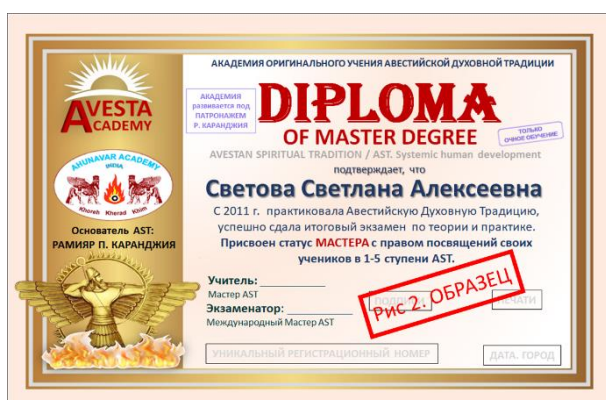 АКАДЕМИЯ ОРИГИНАЛЬНОГО УЧЕНИЯ АВЕСТИЙСКОЙ ДУХОВНОЙ ТРАДИЦИИ
AVESTA
ACADEMY
АКАДЕМИЯ
развивается под
ПАТРОНАЖЕМ
Р. КАРАНДЖИЯ
DIPLOMA
OF MASTER DEGREE
ТОЛЬКО
ОЧНОЕ ОБУЧЕНИЕ
AVESTAN SPIRITUAL TRADITION / AST. Systemic human development
подтверждает, что
Светова Светлана Алексеевна
AHUNAVAR ACADEMY
INDIA
Khoreh Kherad Khim
Основатель AST:
РАМИЯР П. КАРАНДЖИЯ
С 2011 г. практиковала Авестийскую Духовную Традицию,
успешно сдала итоговый экзамен по теории и практике.
Присвоен статус МАСТЕРА с правом посвящений своих
учеников в 1-5 ступени AST.
Учитель:
Мастер AST
Экзаменатор:
Международный Мастер AST
Рис 2. ОБРАЗЕЦ
УНИКАЛЬНЫЙ РЕГИСТРАЦИОННЫЙ НОМЕР
ДАТА. ГОРОД